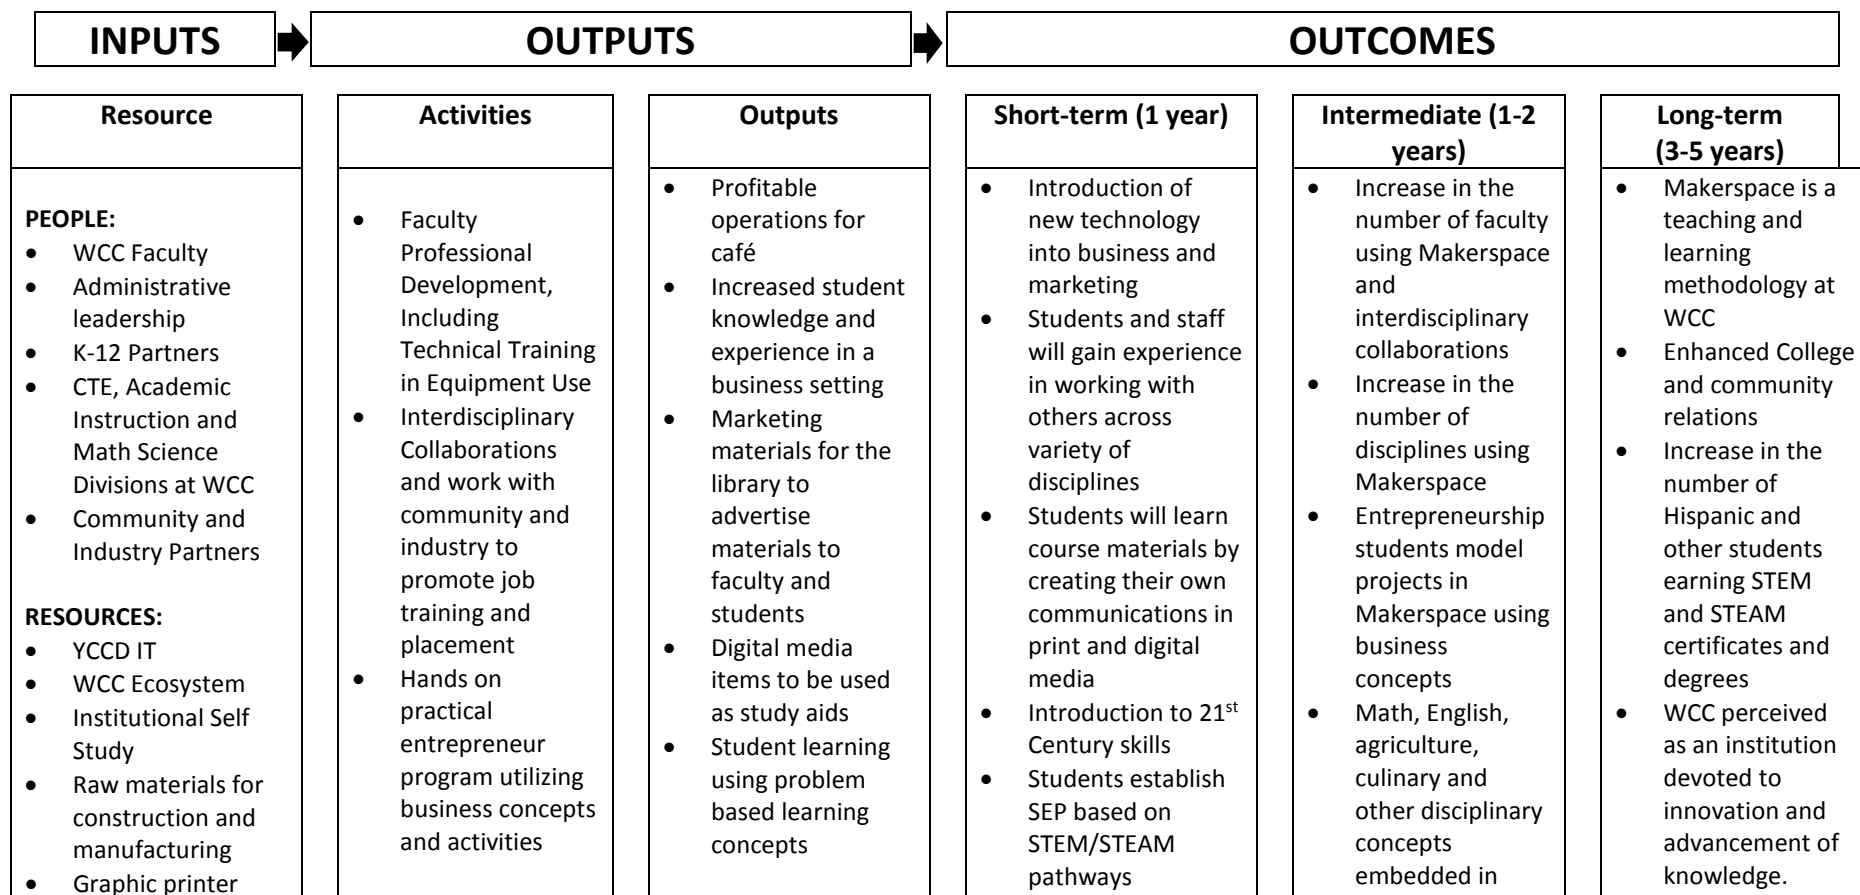 INPUTS
OUTPUTS
OUTCOMES
Resource
PEOPLE:
• WCC Faculty
• Administrative
leadership
• K-12 Partners
• CTE, Academic
Instruction and
Math Science
Divisions at WCC
• Community and
Industry Partners
RESOURCES:
• YCCD IT
• WCC Ecosystem
• Institutional Self
Study
• Raw materials for
construction and
manufacturing
• Graphic printer
Activities
• Faculty
Professional
Development,
Including
Technical Training
in Equipment Use
• Interdisciplinary
Collaborations
and work with
community and
industry to
promote job
training and
placement
• Hands on
practical
entrepreneur
program utilizing
business concepts
and activities
Outputs
• Profitable
operations for
café
• Increased student
knowledge and
experience in a
business setting
• Marketing
materials for the
library to
advertise
materials to
faculty and
students
• Digital media
items to be used
as study aids
• Student learning
using problem
based learning
concepts
Short-term (1 year)
• Introduction of
new technology
into business and
marketing
• Students and staff
will gain experience
in working with
others across
variety of
disciplines
• Students will learn
course materials by
creating their own
communications in
print and digital
media
• Introduction to 21st
Century skills
• Students establish
SEP based on
STEM/STEAM
pathways
Intermediate (1-2
years)
• Increase in the
number of faculty
using Makerspace
and
interdisciplinary
collaborations
• Increase in the
number of
disciplines using
Makerspace
• Entrepreneurship
students model
projects in
Makerspace using
business
concepts
• Math, English,
agriculture,
culinary and
other disciplinary
concepts
embedded in
Long-term
(3-5 years)
• Makerspace is a
teaching and
learning
methodology at
WCC
• Enhanced College
and community
relations
• Increase in the
number of
Hispanic and
other students
earning STEM
and STEAM
certificates and
degrees
• WCC perceived
as an institution
devoted to
innovation and
advancement of
knowledge.